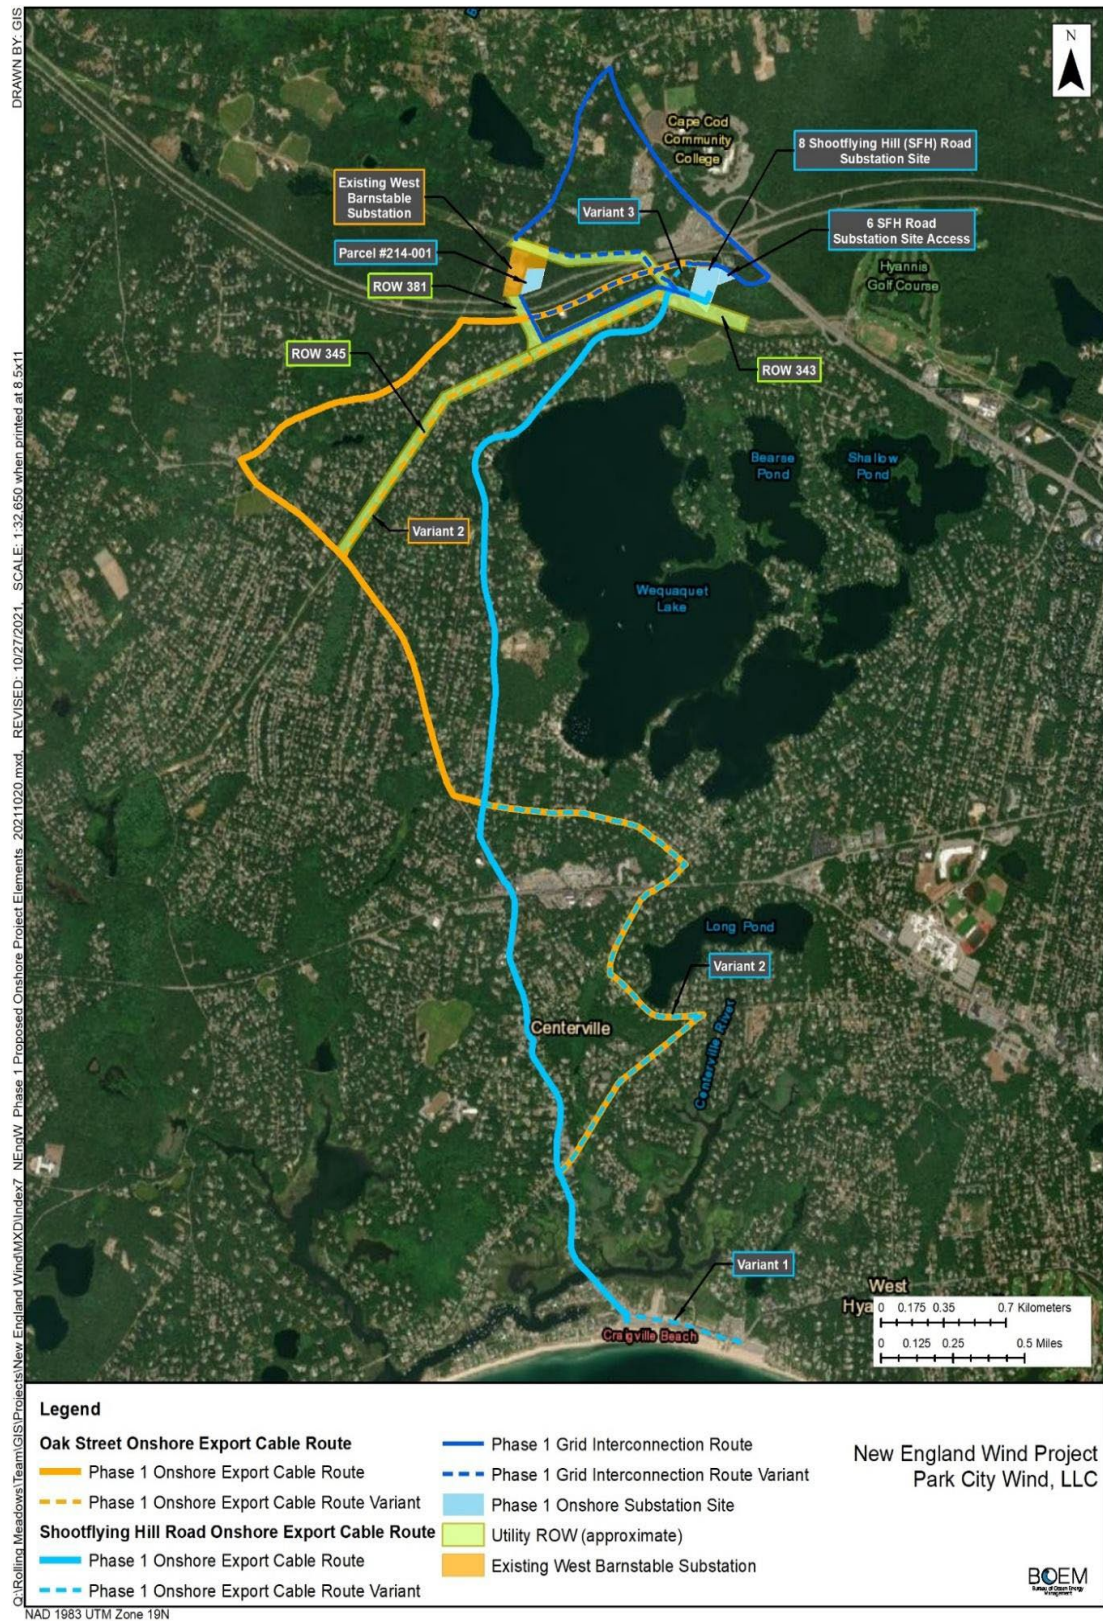 DRAWN BY: GIS
Q:\Rolling Meadows\Team\GIS\Projects\New England Wind\MXD\Index7_NEngW_Phase 1 Proposed Onshore Project Elements_20211020.mxd, REVISED: 10/27/2021, SCALE: 1:32,650 when printed at 8.5x11
N
Cape Cod
Community
College
8 Shootflying Hill (SFH) Road
Substation Site
Existing West
Barnstable
Substation
Variant 3
6 SFH Road
Substation Site Access
Parcel #214-001
Hyannis
Golf Course
ROW 381
ROW 345
ROW 343
Bearse
Pond
Shallow
Pond
Variant 2
Wequaquet
Lake
Long Pond
Variant 2
Centerville
Centerville River
Variant 1
West
Hya
Craigville Beach
0 0.175 0.35 0.7 Kilometers
0 0.125 0.25 0.5 Miles
Legend
Oak Street Onshore Export Cable Route
Phase 1 Onshore Export Cable Route
Phase 1 Onshore Export Cable Route Variant
Shootflying Hill Road Onshore Export Cable Route
Phase 1 Onshore Export Cable Route
Phase 1 Onshore Export Cable Route Variant
Phase 1 Grid Interconnection Route
Phase 1 Grid Interconnection Route Variant
Phase 1 Onshore Substation Site
Utility ROW (approximate)
Existing West Barnstable Substation
New England Wind Project
Park City Wind, LLC
BOEM
Bureau of Ocean Energy
Management
NAD 1983 UTM Zone 19N